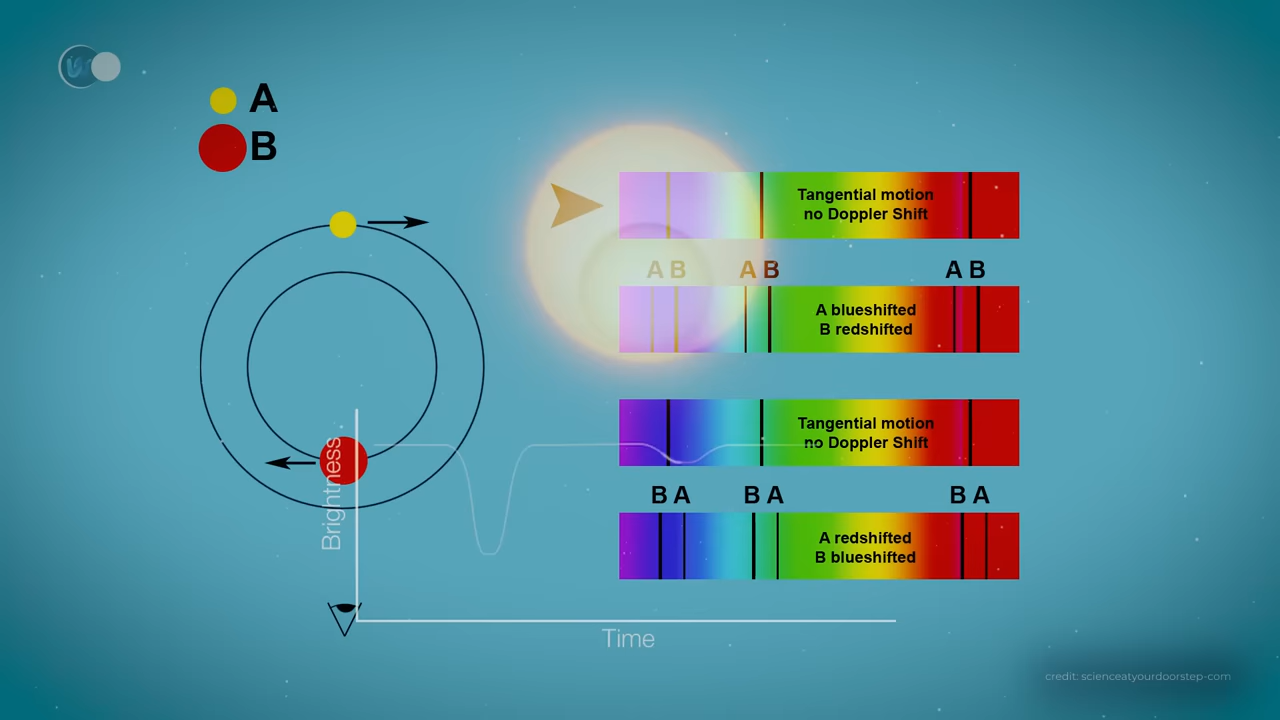 A
B
Tangential motion
no Doppler Shift
A B A B A B
A blueshifted
B redshifted
Tangential motion
no Doppler Shift
B A B A B A
A redshifted
B blueshifted
Brightness
Time
credit: scienceatyourdoorstep-com